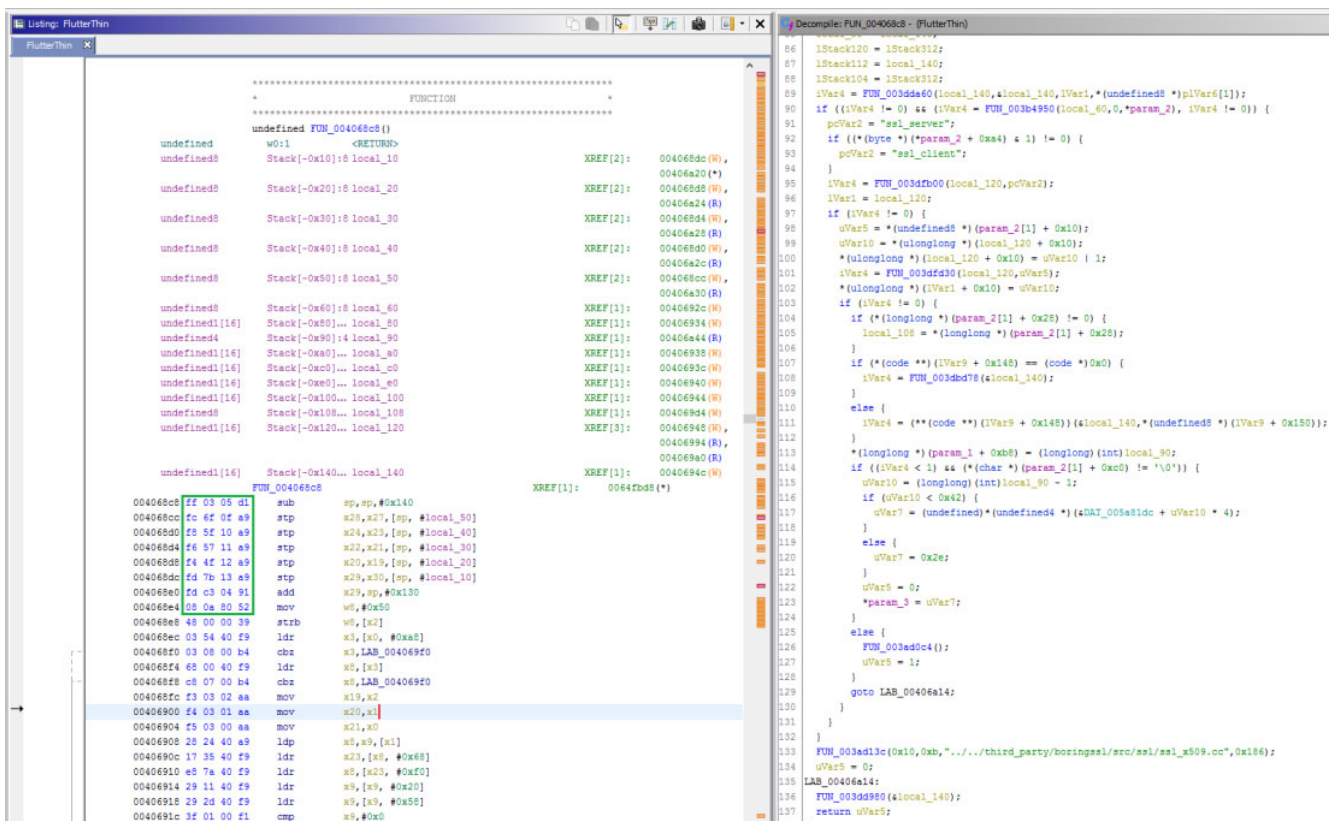 Listing: FlutterThin
FlutterThin
*************************************************************
* FUNCTION *
*************************************************************
undefined FUN_004068c8()
undefined w0:1 <RETURN>
undefined8 Stack[-0x10]:8 local_10 XREF[2]: 004068dc(W),
00406a20(*)
undefined8 Stack[-0x20]:8 local_20 XREF[2]: 004068d8(W),
00406a24(R)
undefined8 Stack[-0x30]:8 local_30 XREF[2]: 004068d4(W),
00406a28(R)
undefined8 Stack[-0x40]:8 local_40 XREF[2]: 004068d0(W),
00406a2c(R)
undefined8 Stack[-0x50]:8 local_50 XREF[2]: 004068cc(W),
00406a30(R)
undefined8 Stack[-0x60]:8 local_60 XREF[1]: 0040692c(W)
undefined1[16] Stack[-0x80]... local_80 XREF[1]: 00406934(W)
undefined4 Stack[-0x90]:4 local_90 XREF[1]: 00406a44(R)
undefined1[16] Stack[-0xa0]... local_a0 XREF[1]: 00406938(W)
undefined1[16] Stack[-0xc0]... local_c0 XREF[1]: 0040693c(W)
undefined1[16] Stack[-0xe0]... local_e0 XREF[1]: 00406940(W)
undefined1[16] Stack[-0x100... local_100 XREF[1]: 00406944(W)
undefined8 Stack[-0x108... local_108 XREF[1]: 004069d4(W)
undefined1[16] Stack[-0x120... local_120 XREF[3]: 00406948(W),
00406994(R),
004069a0(R)
undefined1[16] Stack[-0x140... local_140 XREF[1]: 0040694c(W)
FUN_004068c8 XREF[1]: 0064fbd8(*)
004068c8 ff 03 05 d1 sub sp,sp,#0x140
004068cc fc 6f 0f a9 stp x28,x27,[sp, #local_50]
004068d0 f8 5f 10 a9 stp x24,x23,[sp, #local_40]
004068d4 f6 57 11 a9 stp x22,x21,[sp, #local_30]
004068d8 f4 4f 12 a9 stp x20,x19,[sp, #local_20]
004068dc fd 7b 13 a9 stp x29,x30,[sp, #local_10]
004068e0 fd c3 04 91 add x29,sp,#0x130
004068e4 08 0a 80 52 mov w8,#0x50
004068e8 48 00 00 39 strb w8,[x2]
004068ec 03 54 40 f9 ldr x3,[x0, #0xa8]
004068f0 03 08 00 b4 cbz x3,LAB_004069f0
004068f4 68 00 40 f9 ldr x8,[x3]
004068f8 c8 07 00 b4 cbz x8,LAB_004069f0
004068fc f3 03 02 aa mov x19,x2
00406900 f4 03 01 aa mov x20,x1
00406904 f5 03 00 aa mov x21,x0
00406908 28 24 40 a9 ldp x8,x9,[x1]
0040690c 17 35 40 f9 ldr x23,[x8, #0x68]
00406910 e8 7a 40 f9 ldr x8,[x23, #0xf0]
00406914 29 11 40 f9 ldr x9,[x9, #0x20]
00406918 29 2d 40 f9 ldr x9,[x9, #0x58]
0040691c 3f 01 00 f1 cmp x9,#0x0
Decompile: FUN_004068c8 - (FlutterThin)
86 lStack120 = lStack312;
87 lStack112 = local_140;
88 lStack104 = lStack312;
89 iVar4 = FUN_003dda60(local_140,&local_140,lVar1,*(undefined8 *)plVar6[1]);
90 if ((iVar4 != 0) && (iVar4 = FUN_003b4950(local_60,0,*param_2), iVar4 != 0)) {
91 pcVar2 = "ssl_server";
92 if ((*(byte *)(*param_2 + 0xa4) & 1) != 0) {
93 pcVar2 = "ssl_client";
94 }
95 iVar4 = FUN_003dfb00(local_120,pcVar2);
96 lVar1 = local_120;
97 if (iVar4 != 0) {
98 uVar5 = *(undefined8 *)(param_2[1] + 0x10);
99 uVar10 = *(ulonglong *)(local_120 + 0x10);
100 *(ulonglong *)(local_120 + 0x10) = uVar10 | 1;
101 iVar4 = FUN_003dfd30(local_120,uVar5);
102 *(ulonglong *)(lVar1 + 0x10) = uVar10;
103 if (iVar4 != 0) {
104 if (*(longlong *)(param_2[1] + 0x28) != 0) {
105 local_108 = *(longlong *)(param_2[1] + 0x28);
106 }
107 if (*(code **)(lVar9 + 0x148) == (code *)0x0) {
108 iVar4 = FUN_003dbd78(&local_140);
109 }
110 else {
111 iVar4 = (**(code **)(lVar9 + 0x148))(&local_140,*(undefined8 *)(lVar9 + 0x150));
112 }
113 *(longlong *)(param_1 + 0xb8) = (longlong)(int)local_90;
114 if ((iVar4 < 1) && (*(char *)(param_2[1] + 0xc0) != '\0')) {
115 uVar10 = (longlong)(int)local_90 - 1;
116 if (uVar10 < 0x42) {
117 uVar7 = (undefined)*(undefined4 *)(&DAT_005a81dc + uVar10 * 4);
118 }
119 else {
120 uVar7 = 0x2e;
121 }
122 uVar5 = 0;
123 *param_3 = uVar7;
124 }
125 else {
126 FUN_003ad0c4();
127 uVar5 = 1;
128 }
129 goto LAB_00406a14;
130 }
131 }
132 }
133 FUN_003ad13c(0x10,0xb,"../../third_party/boringssl/src/ssl/ssl_x509.cc",0x186);
134 uVar5 = 0;
135 LAB_00406a14:
136 FUN_003dd980(&local_140);
137 return uVar5;